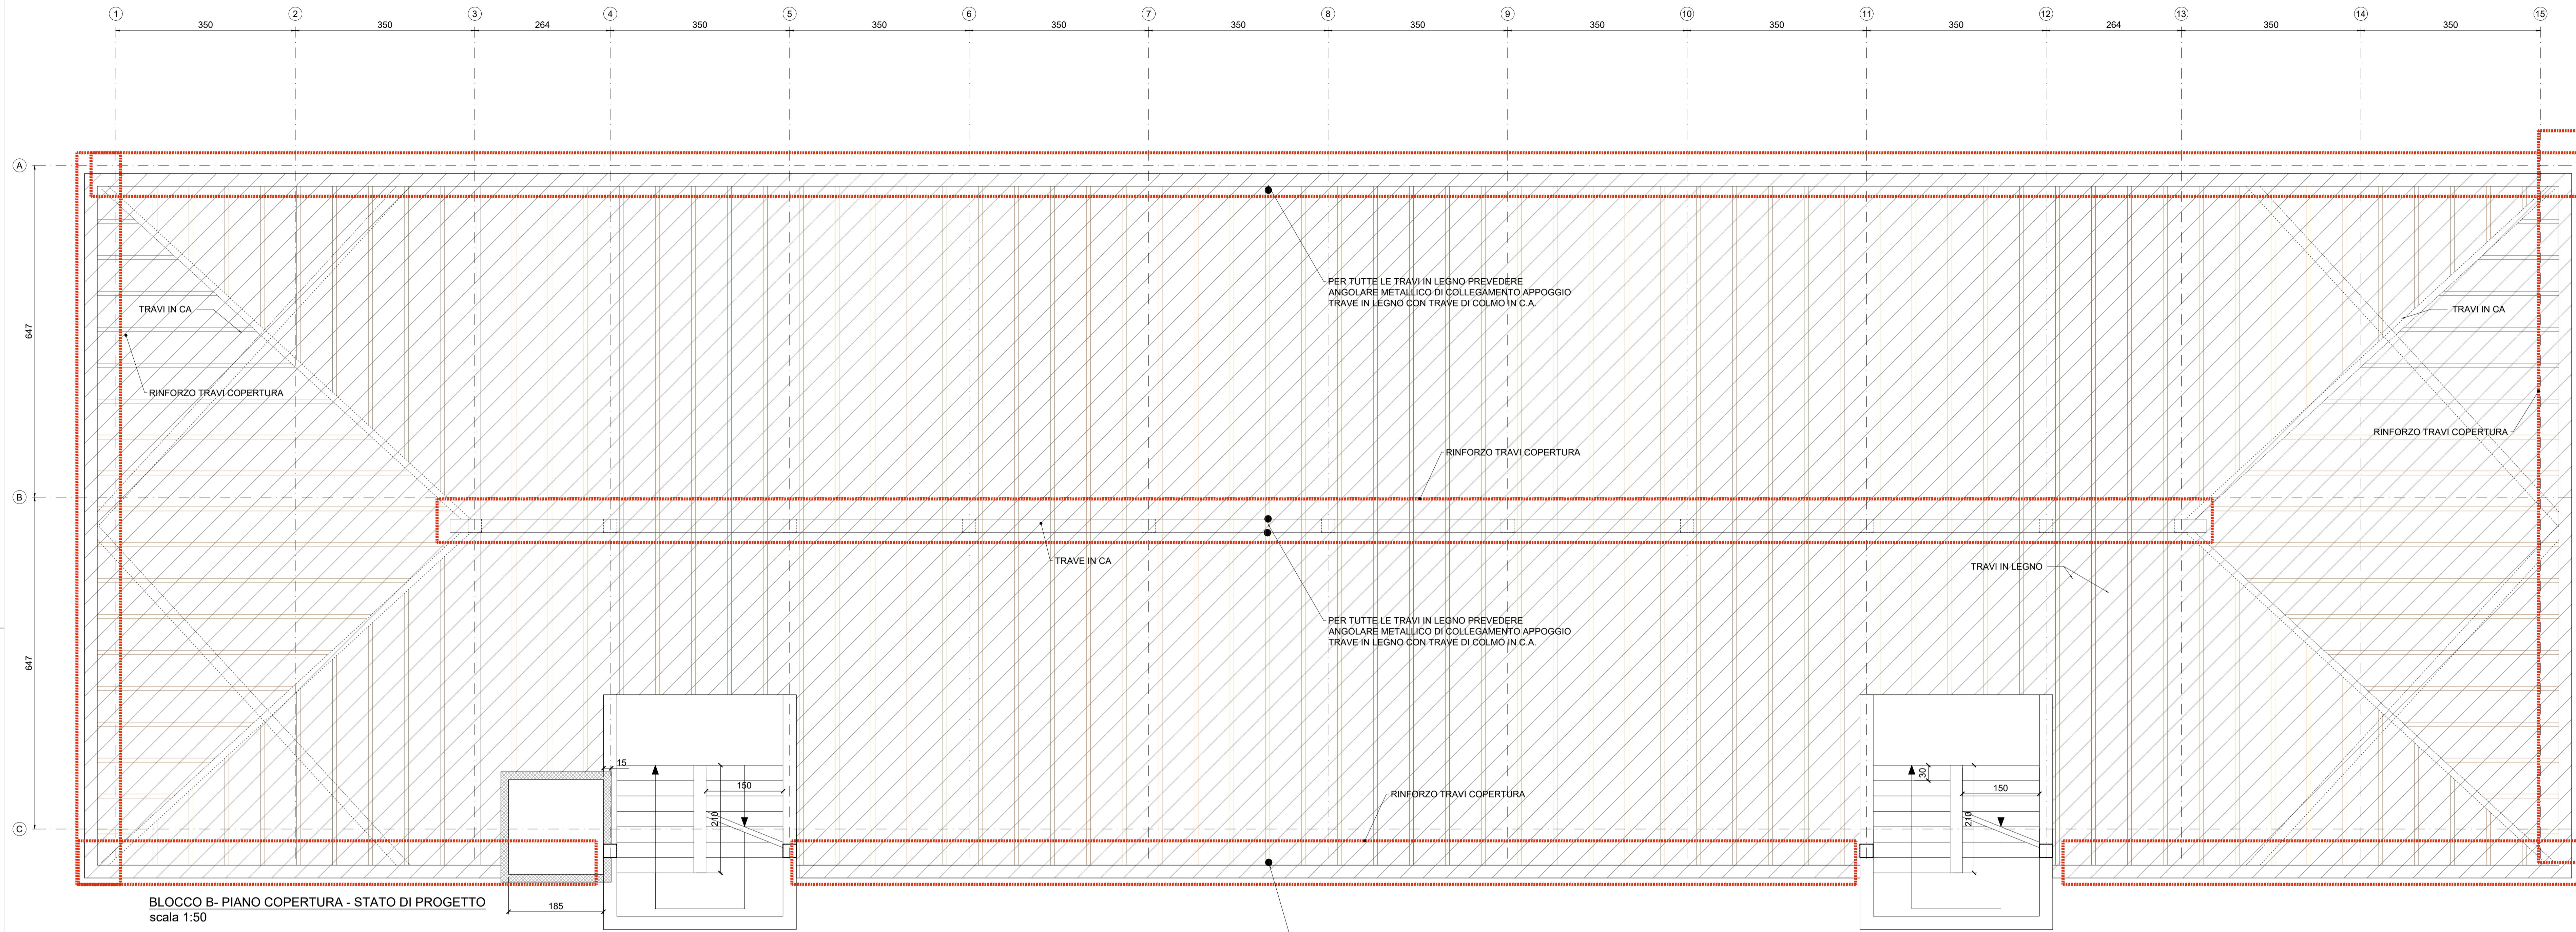 1 2 3 4 5 6 7 8 9 10 11 12 13 14 15
350 350 264 350 350 350 350 350 350 350 350 264 350 350
A
PER TUTTE LE TRAVI IN LEGNO PREVEDERE
ANGOLARE METALLICO DI COLLEGAMENTO APPOGGIO
TRAVE IN LEGNO CON TRAVE DI COLMO IN C.A.
TRAVI IN CA
TRAVI IN CA
647
RINFORZO TRAVI COPERTURA
RINFORZO TRAVI COPERTURA
RINFORZO TRAVI COPERTURA
B
TRAVE IN CA
TRAVI IN LEGNO
PER TUTTE LE TRAVI IN LEGNO PREVEDERE
ANGOLARE METALLICO DI COLLEGAMENTO APPOGGIO
TRAVE IN LEGNO CON TRAVE DI COLMO IN C.A.
647
15
30
150
150
RINFORZO TRAVI COPERTURA
210
210
C
185
BLOCCO B- PIANO COPERTURA - STATO DI PROGETTO
scala 1:50